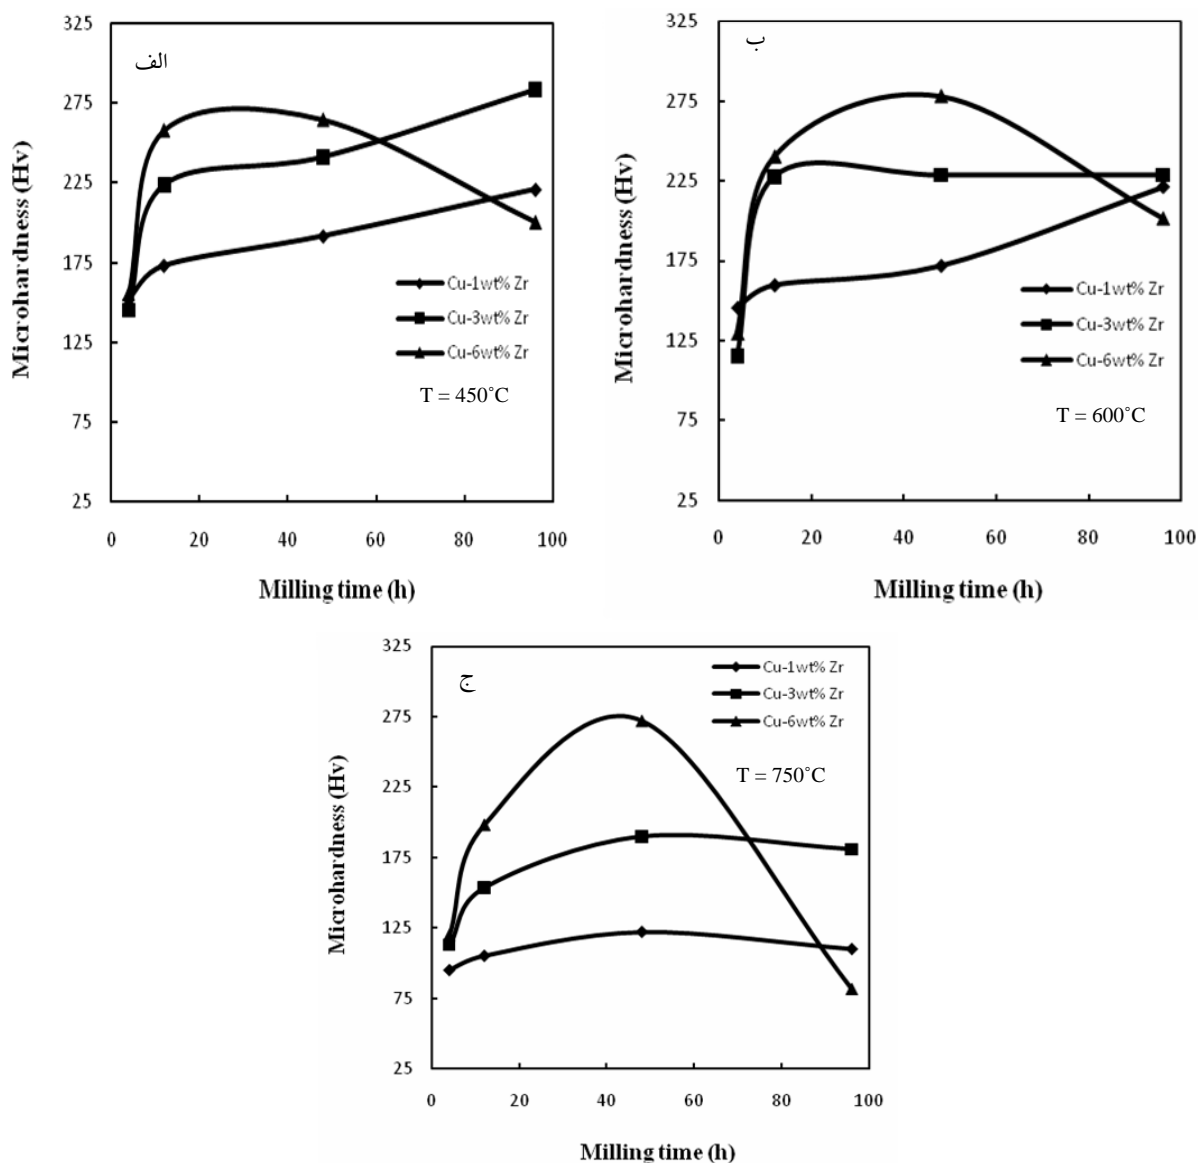 الف
325
275
225
175
125
75
25
Microhardness (Hv)
Cu-1wt% Zr
Cu-3wt% Zr
Cu-6wt% Zr
T = 450˚C
0 20 40 60 80 100
Milling time (h)
ب
325
275
225
175
125
75
25
Microhardness (Hv)
Cu-1wt% Zr
Cu-3wt% Zr
Cu-6wt% Zr
T = 600˚C
0 20 40 60 80 100
Milling time (h)
ج
325
275
225
175
125
75
25
Microhardness (Hv)
Cu-1wt% Zr
Cu-3wt% Zr
Cu-6wt% Zr
T = 750˚C
0 20 40 60 80 100
Milling time (h)